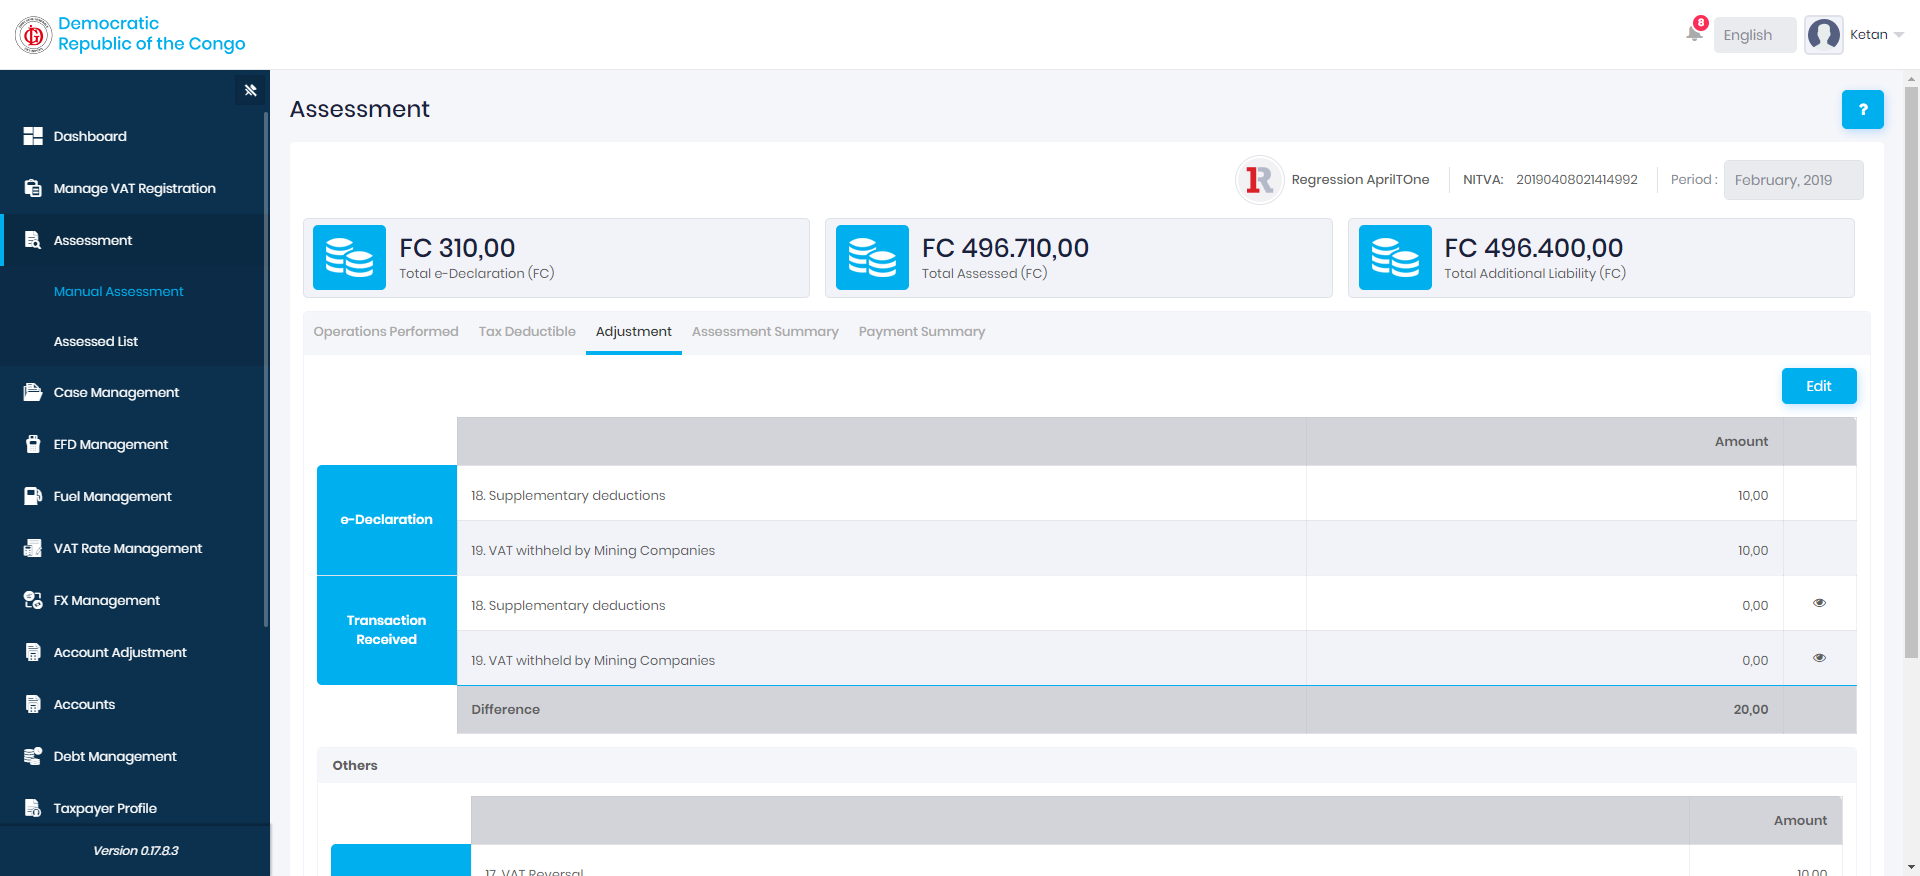 Democratic
Republic of the Congo
8
English
Ketan
Assessment
?
Dashboard
Manage VAT Registration
Assessment
Manual Assessment
Assessed List
Case Management
EFD Management
Fuel Management
VAT Rate Management
FX Management
Account Adjustment
Accounts
Debt Management
Taxpayer Profile
Version 0.17.8.3
1R Regression AprilTOne NITVA: 20190408021414992 Period : February, 2019
FC 310,00
Total e-Declaration (FC)
FC 496.710,00
Total Assessed (FC)
FC 496.400,00
Total Additional Liability (FC)
Operations Performed Tax Deductible Adjustment Assessment Summary Payment Summary
Edit
Amount
e-Declaration
18. Supplementary deductions 10,00
19. VAT withheld by Mining Companies 10,00
Transaction
Received
18. Supplementary deductions 0,00
19. VAT withheld by Mining Companies 0,00
Difference 20,00
Others
Amount
17. VAT Reversal 10,00